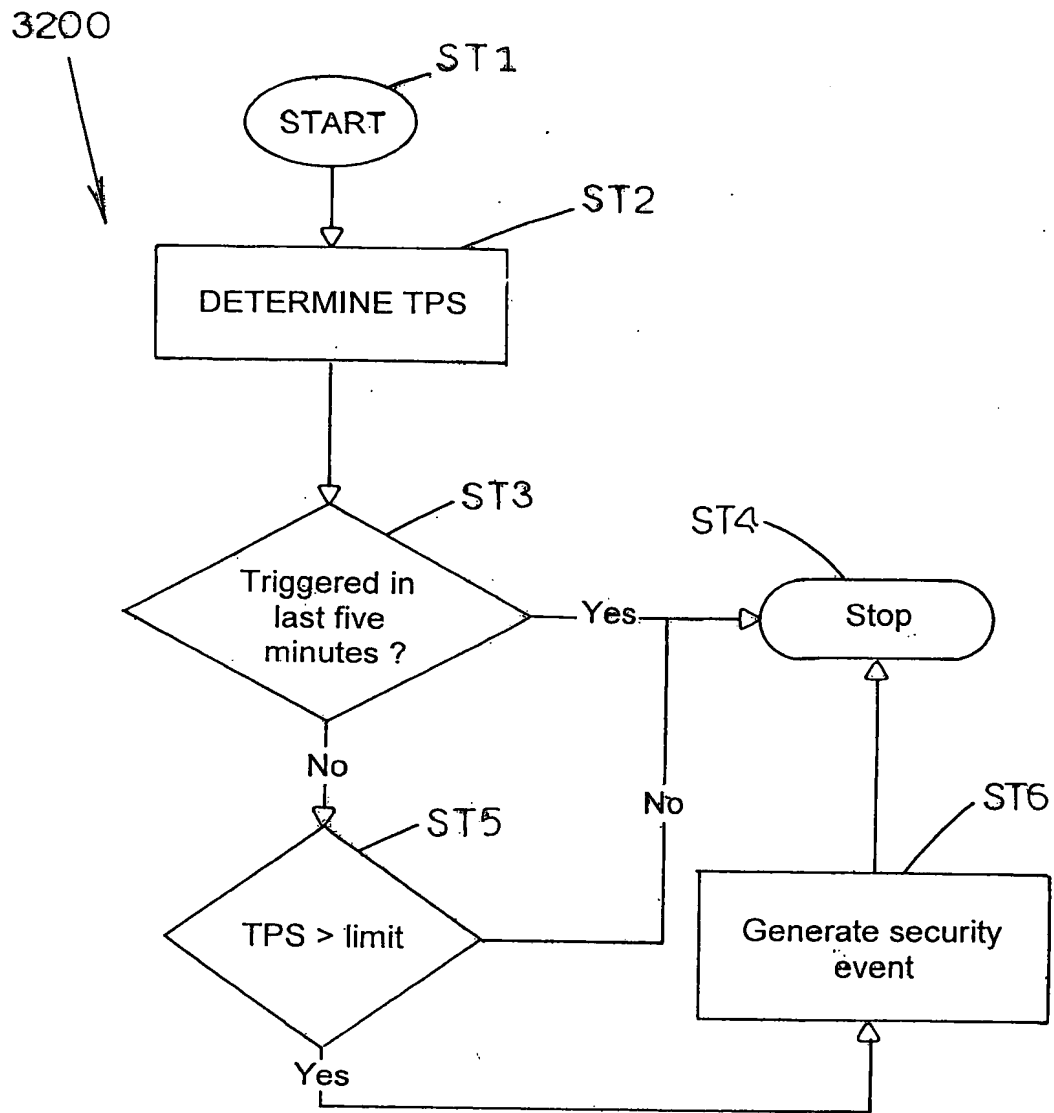 3200
ST1
START
ST2
DETERMINE TPS
ST3
Triggered in
last five
minutes ?
Yes
ST4
Stop
No
ST5
TPS > limit
No
ST6
Generate security
event
Yes